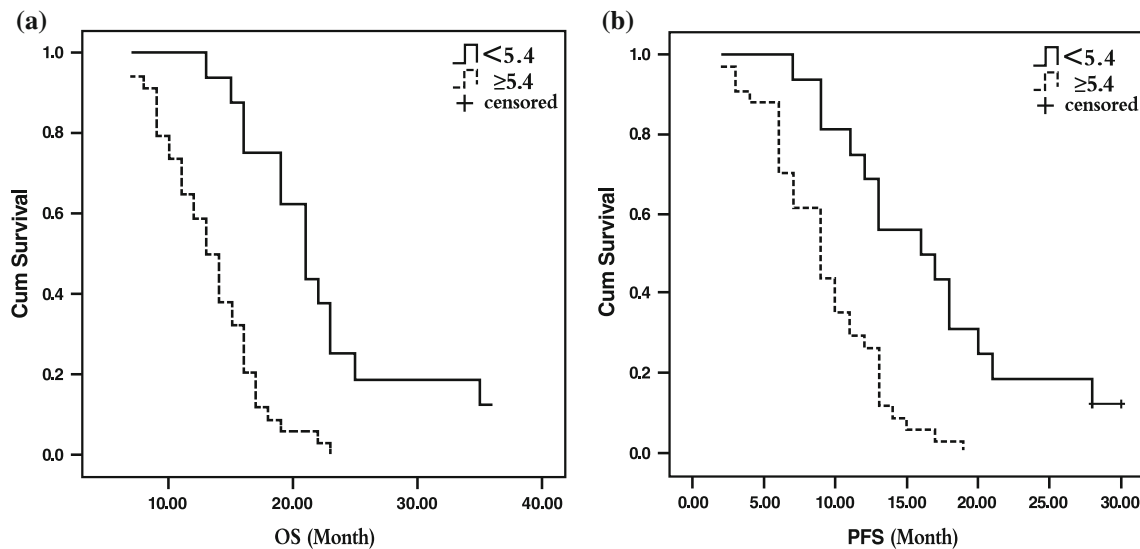 (a)
1.0
0.8
0.6
0.4
0.2
0.0
Cum Survival
<5.4
≥5.4
censored
10.00 20.00 30.00 40.00
OS (Month)
(b)
1.0
0.8
0.6
0.4
0.2
0.0
Cum Survival
<5.4
≥5.4
censored
0.00 5.00 10.00 15.00 20.00 25.00 30.00
PFS (Month)